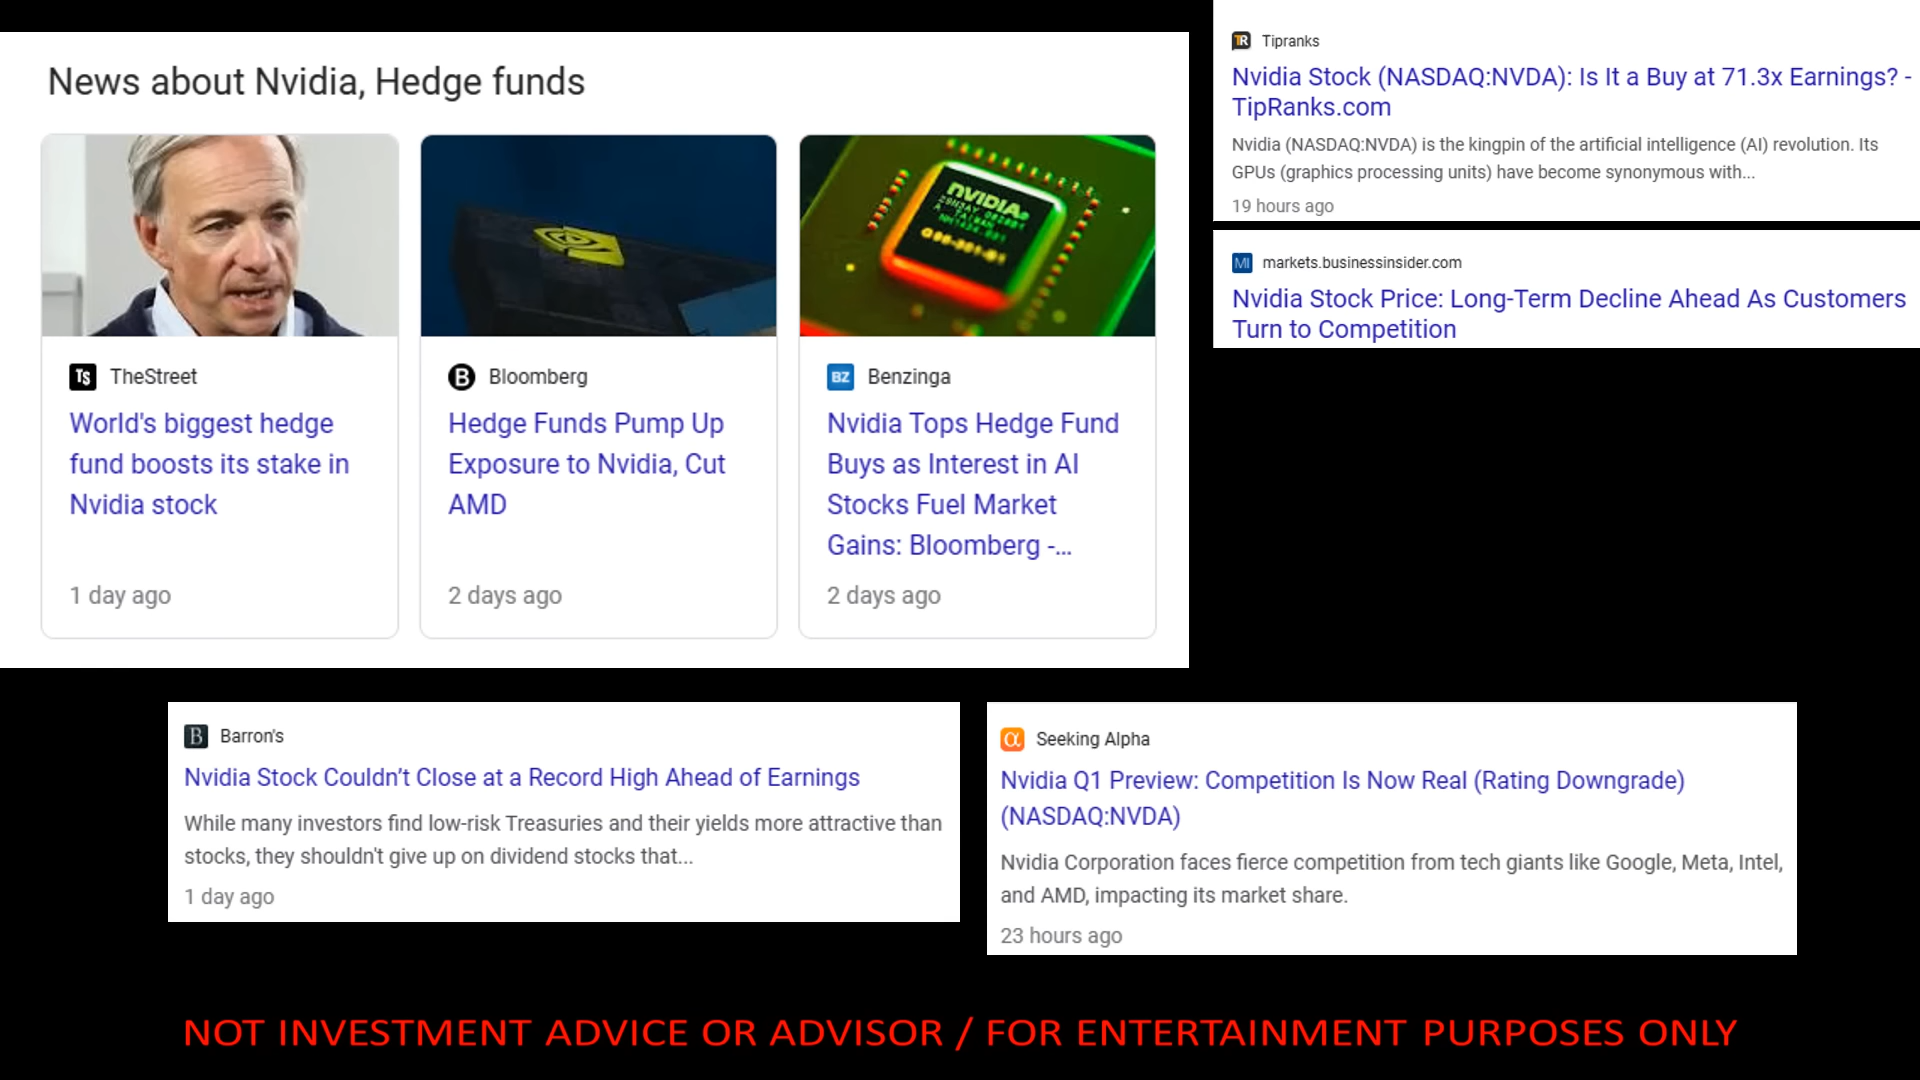 News about Nvidia, Hedge funds
TheStreet
World's biggest hedge
fund boosts its stake in
Nvidia stock
1 day ago
Bloomberg
Hedge Funds Pump Up
Exposure to Nvidia, Cut
AMD
2 days ago
NVIDIA
BZ Benzinga
Nvidia Tops Hedge Fund
Buys as Interest in AI
Stocks Fuel Market
Gains: Bloomberg -...
2 days ago
TR Tipranks
Nvidia Stock (NASDAQ:NVDA): Is It a Buy at 71.3x Earnings? -
TipRanks.com
Nvidia (NASDAQ:NVDA) is the kingpin of the artificial intelligence (AI) revolution. Its
GPUs (graphics processing units) have become synonymous with...
19 hours ago
MI markets.businessinsider.com
Nvidia Stock Price: Long-Term Decline Ahead As Customers
Turn to Competition
B Barron's
Nvidia Stock Couldn’t Close at a Record High Ahead of Earnings
While many investors find low-risk Treasuries and their yields more attractive than
stocks, they shouldn't give up on dividend stocks that...
1 day ago
α Seeking Alpha
Nvidia Q1 Preview: Competition Is Now Real (Rating Downgrade)
(NASDAQ:NVDA)
Nvidia Corporation faces fierce competition from tech giants like Google, Meta, Intel,
and AMD, impacting its market share.
23 hours ago
NOT INVESTMENT ADVICE OR ADVISOR / FOR ENTERTAINMENT PURPOSES ONLY